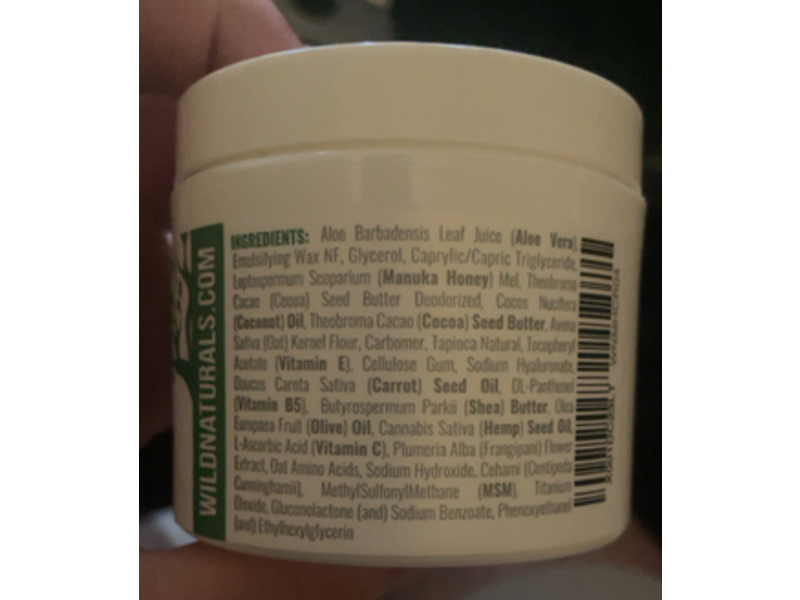 WILDNATURALS.COM
INGREDIENTS: Aloe Barbadensis Leaf Juice (Aloe Vera),
Emulsifying Wax NF, Glycerol, Caprylic/Capric Triglyceride,
Leptospermum Scoparium (Manuka Honey) Mel, Theobroma
Cacao (Cocoa) Seed Butter Deodorized, Cocos Nucifera
(Coconut) Oil, Theobroma Cacao (Cocoa) Seed Butter, Avena
Sativa (Oat) Kernel Flour, Carbomer, Tapioca Natural, Tocopheryl
Acetate (Vitamin E), Cellulose Gum, Sodium Hyaluronate,
Daucus Carota Sativa (Carrot) Seed Oil, DL-Panthenol
(Vitamin B5), Butyrospermum Parkii (Shea) Butter, Olea
Europaea Fruit (Olive) Oil, Cannabis Sativa (Hemp) Seed Oil,
L-Ascorbic Acid (Vitamin C), Plumeria Alba (Frangipani) Flower
Extract, Oat Amino Acids, Sodium Hydroxide, Cehami (Centipeda
Cunninghamii), MethylSulfonylMethane (MSM), Titanium
Dioxide, Gluconolactone (and) Sodium Benzoate, Phenoxyethanol
(and) Ethylhexylglycerin